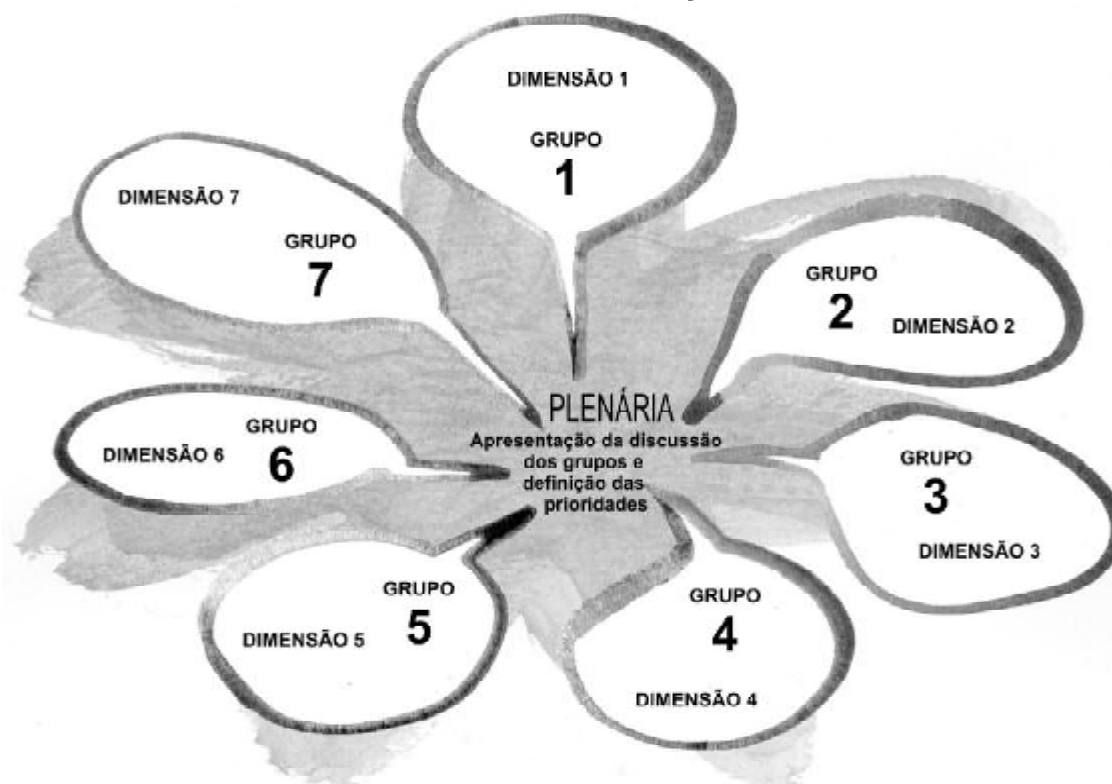 DIMENSÃO 1
GRUPO
1
GRUPO
2
DIMENSÃO 2
GRUPO
3
DIMENSÃO 3
GRUPO
4
DIMENSÃO 4
GRUPO
5
DIMENSÃO 5
GRUPO
6
DIMENSÃO 6
DIMENSÃO 7
GRUPO
7
PLENÁRIA
Apresentação da discussão
dos grupos e
definição das
prioridades